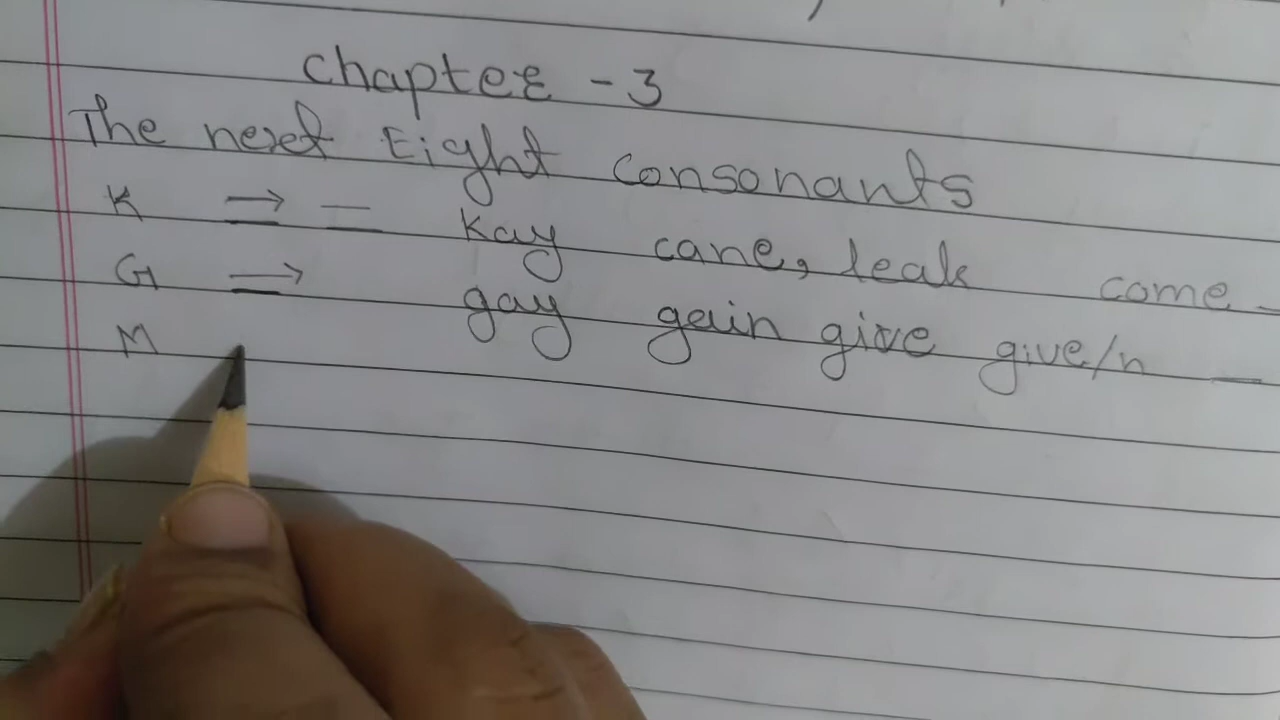 Chapter - 3
The next Eight consonants
K → — Kay cane, leak come -
G → gay gain give give/n —
M